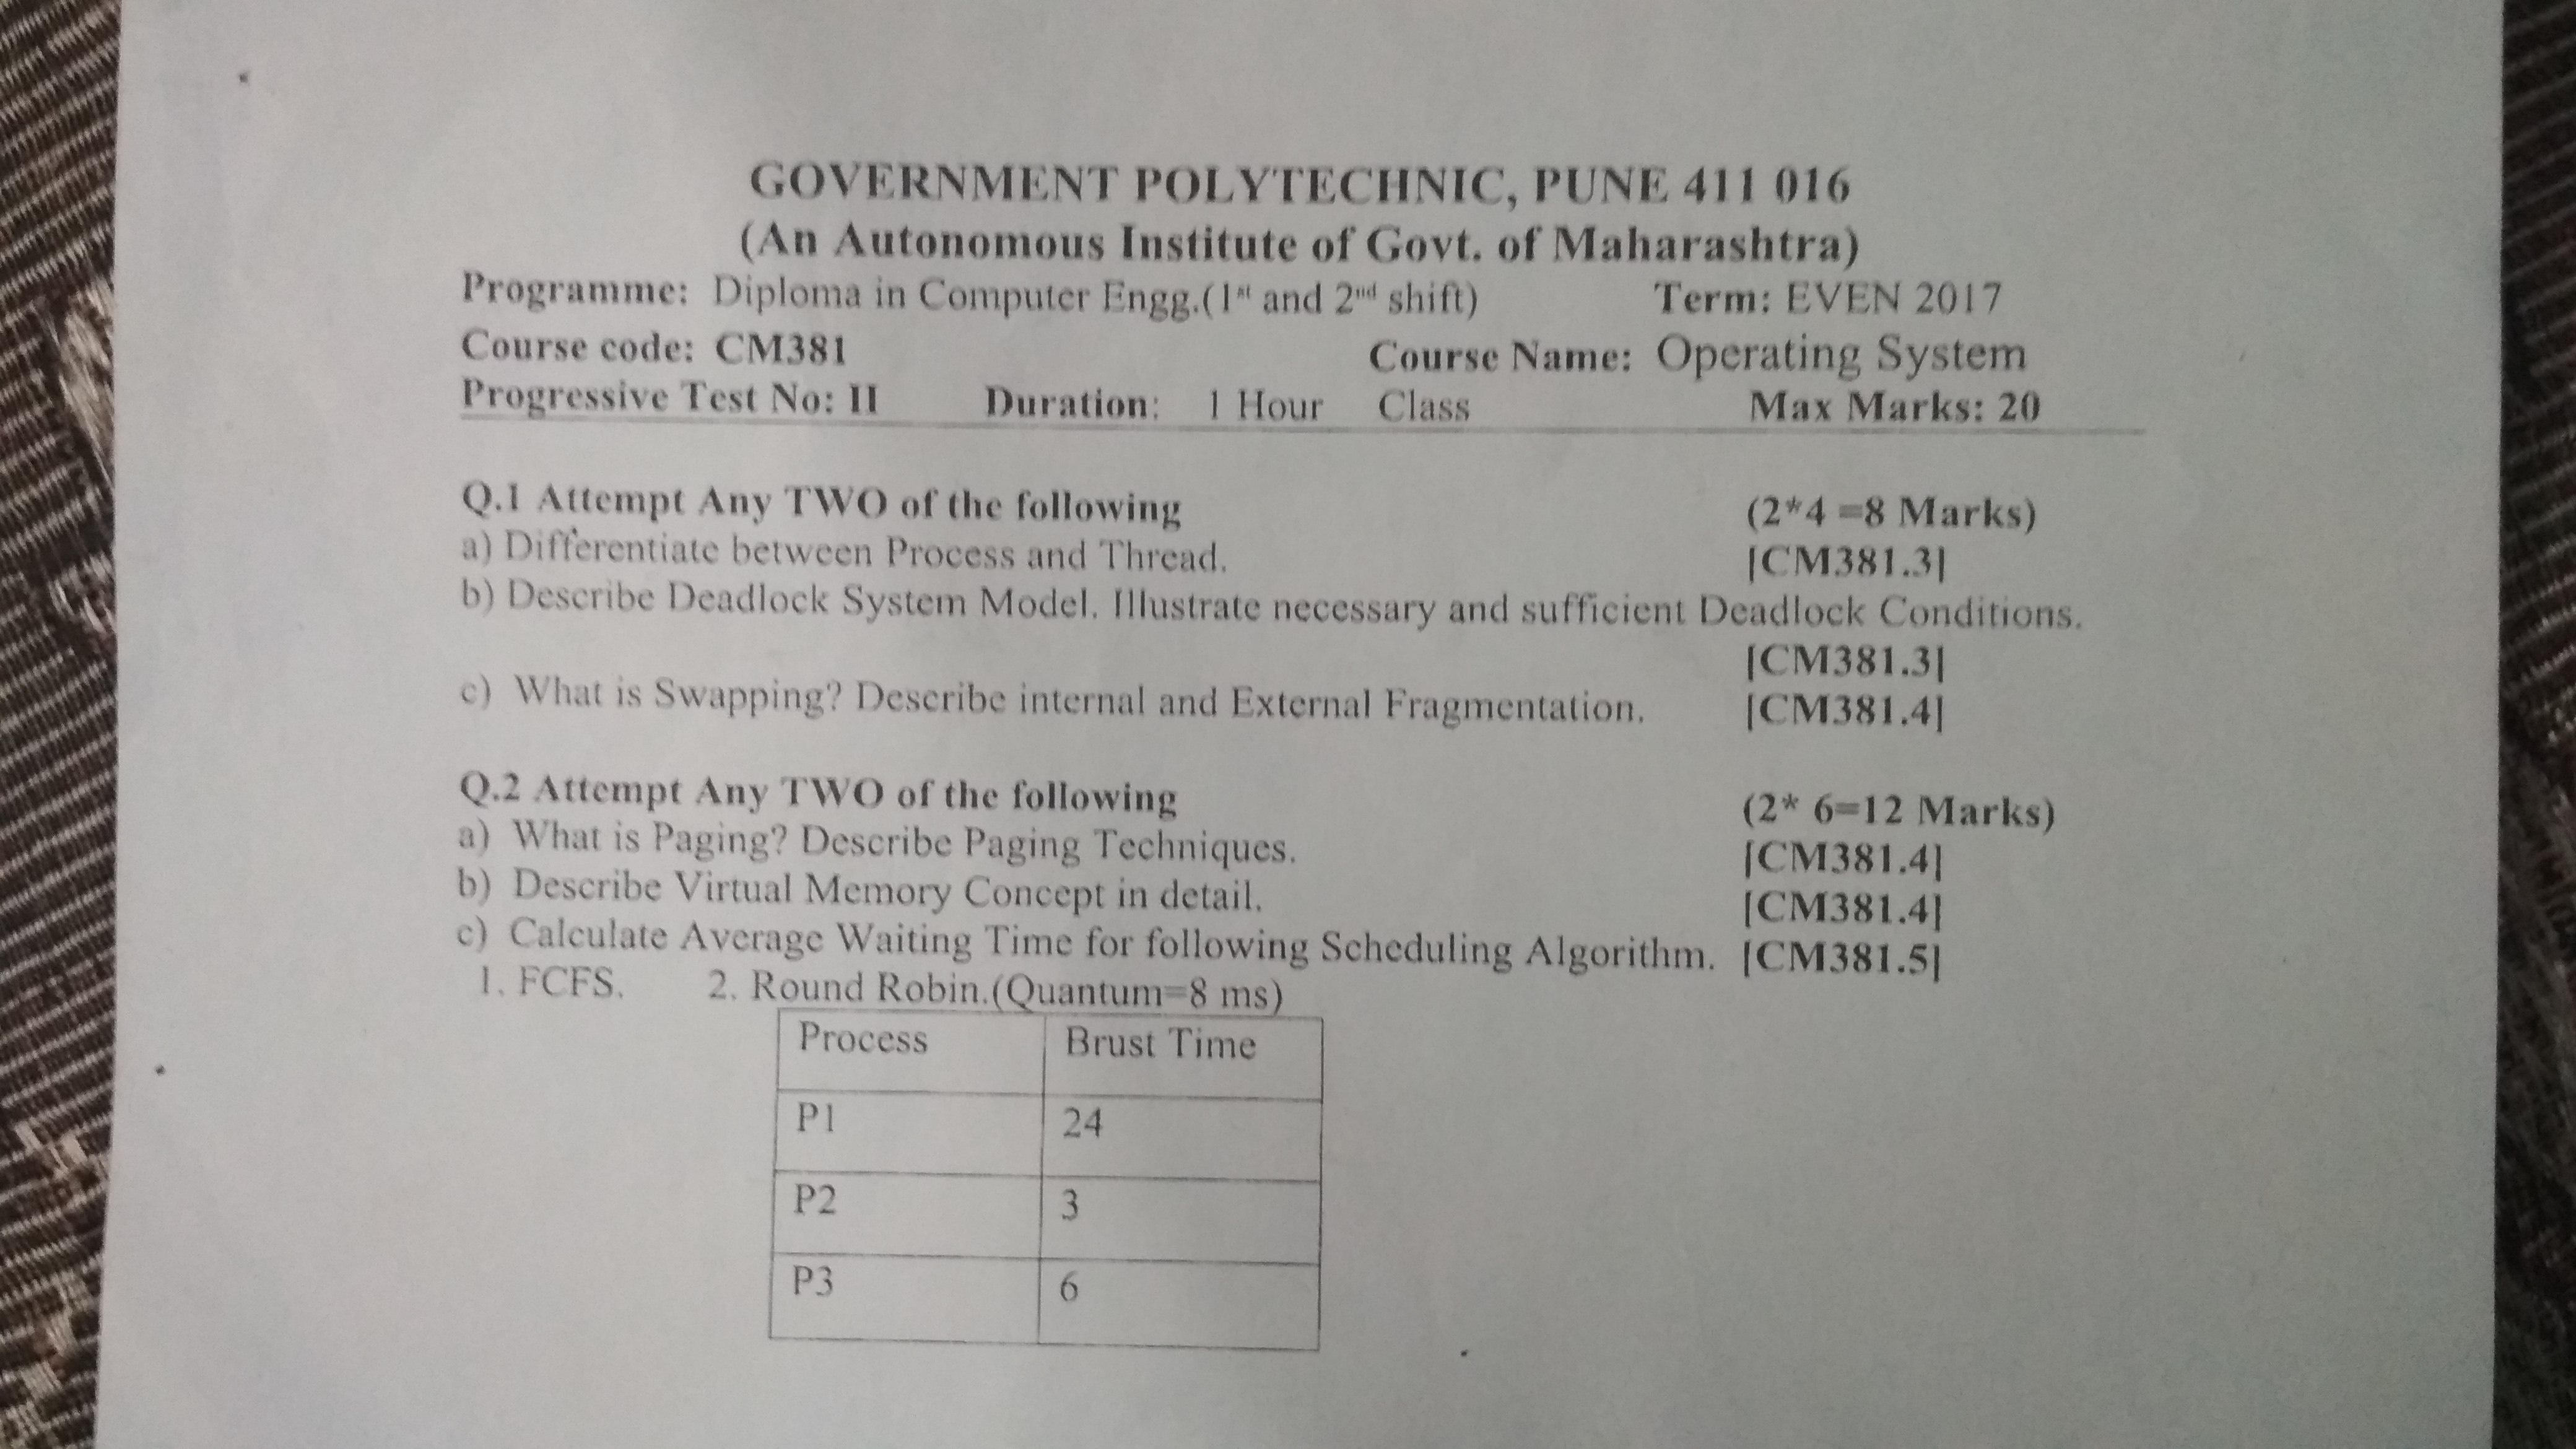 GOVERNMENT POLYTECHNIC, PUNE 411 016
(An Autonomous Institute of Govt. of Maharashtra)
Programme: Diploma in Computer Engg.(1st and 2nd shift) Term: EVEN 2017
Course code: CM381 Course Name: Operating System
Progressive Test No: II Duration: 1 Hour Class Max Marks: 20
Q.1 Attempt Any TWO of the following (2*4 =8 Marks)
a) Differentiate between Process and Thread. [CM381.3]
b) Describe Deadlock System Model. Illustrate necessary and sufficient Deadlock Conditions.
[CM381.3]
c) What is Swapping? Describe internal and External Fragmentation. [CM381.4]
Q.2 Attempt Any TWO of the following (2* 6=12 Marks)
a) What is Paging? Describe Paging Techniques. [CM381.4]
b) Describe Virtual Memory Concept in detail. [CM381.4]
c) Calculate Average Waiting Time for following Scheduling Algorithm. [CM381.5]
1. FCFS. 2. Round Robin.(Quantum=8 ms)
Process Brust Time
P1 24
P2 3
P3 6